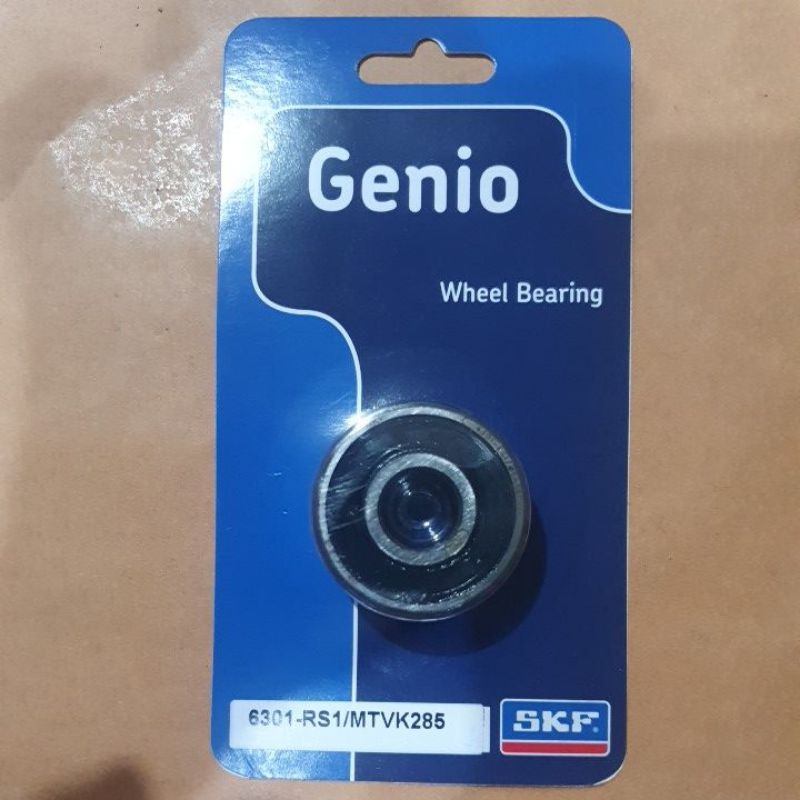 Genio
Wheel Bearing
6301-RS1/MTVK285
SKF